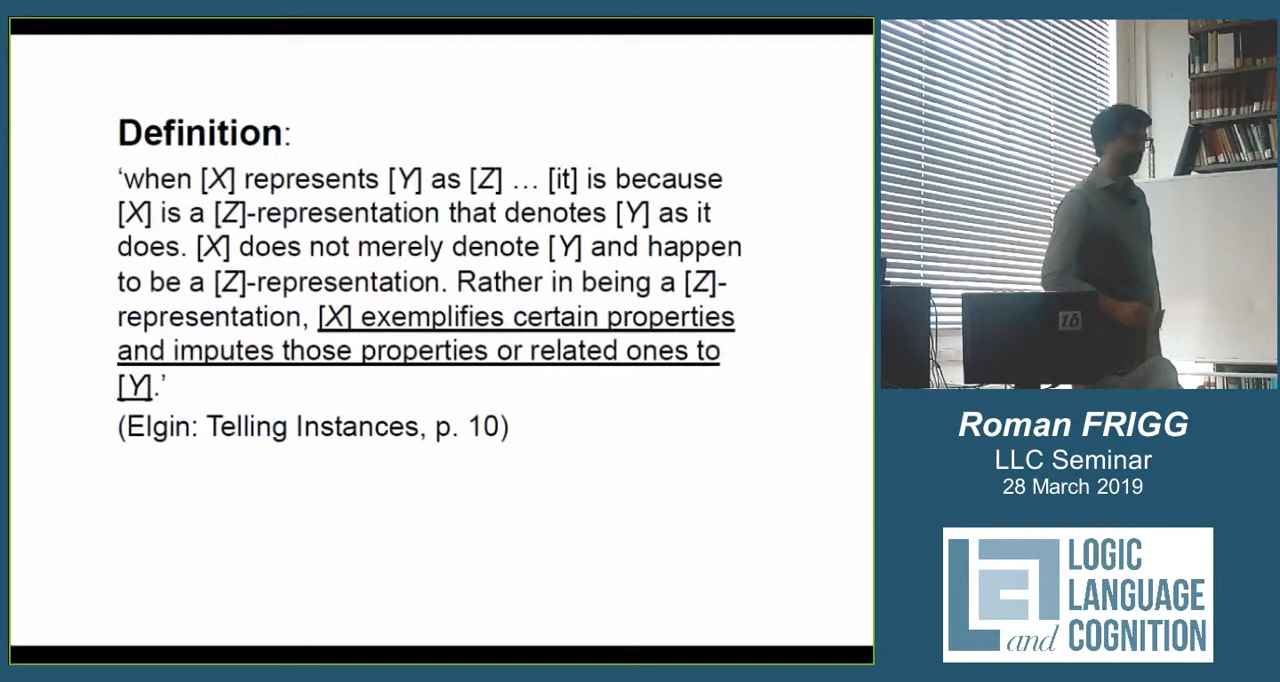 Definition:
‘when [X] represents [Y] as [Z] … [it] is because
[X] is a [Z]-representation that denotes [Y] as it
does. [X] does not merely denote [Y] and happen
to be a [Z]-representation. Rather in being a [Z]-
representation, [X] exemplifies certain properties
and imputes those properties or related ones to
[Y].’
(Elgin: Telling Instances, p. 10)
16
Roman FRIGG
LLC Seminar
28 March 2019
LOGIC
LANGUAGE
and COGNITION